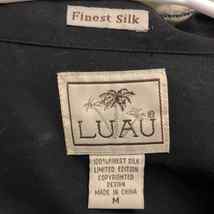 Finest Silk
LUAU®
100% FINEST SILK
LIMITED EDITION
COPYRIGHTED
DESIGN
MADE IN CHINA
M